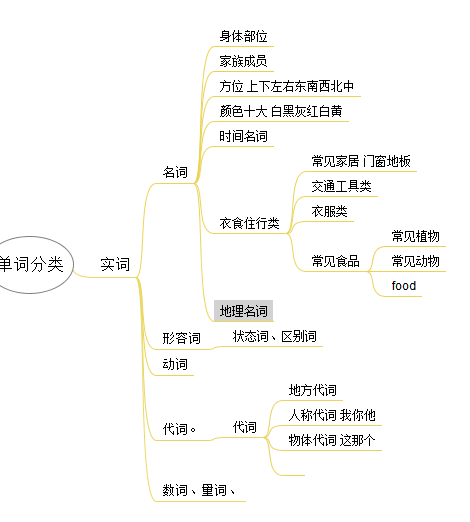 单词分类
实词
名词
身体部位
家族成员
方位 上下左右东南西北中
颜色十大 白黑灰红白黄
时间名词
衣食住行类
常见家居 门窗地板
交通工具类
衣服类
常见食品
常见植物
常见动物
food
地理名词
形容词
状态词、区别词
动词
代词。
代词
地方代词
人称代词 我你他
物体代词 这那个
数词、量词、